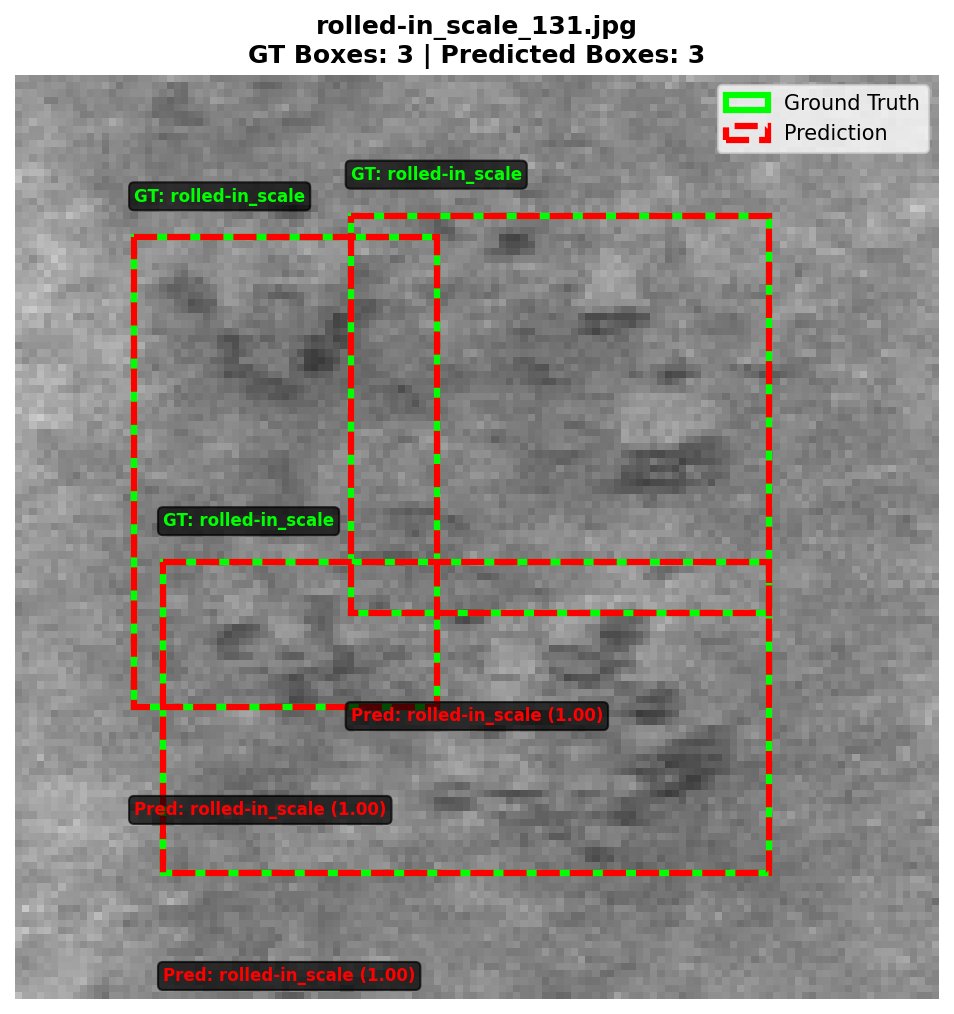 rolled-in_scale_131.jpg
GT Boxes: 3 | Predicted Boxes: 3
Ground Truth
Prediction
GT: rolled-in_scale
GT: rolled-in_scale
GT: rolled-in_scale
Pred: rolled-in_scale (1.00)
Pred: rolled-in_scale (1.00)
Pred: rolled-in_scale (1.00)